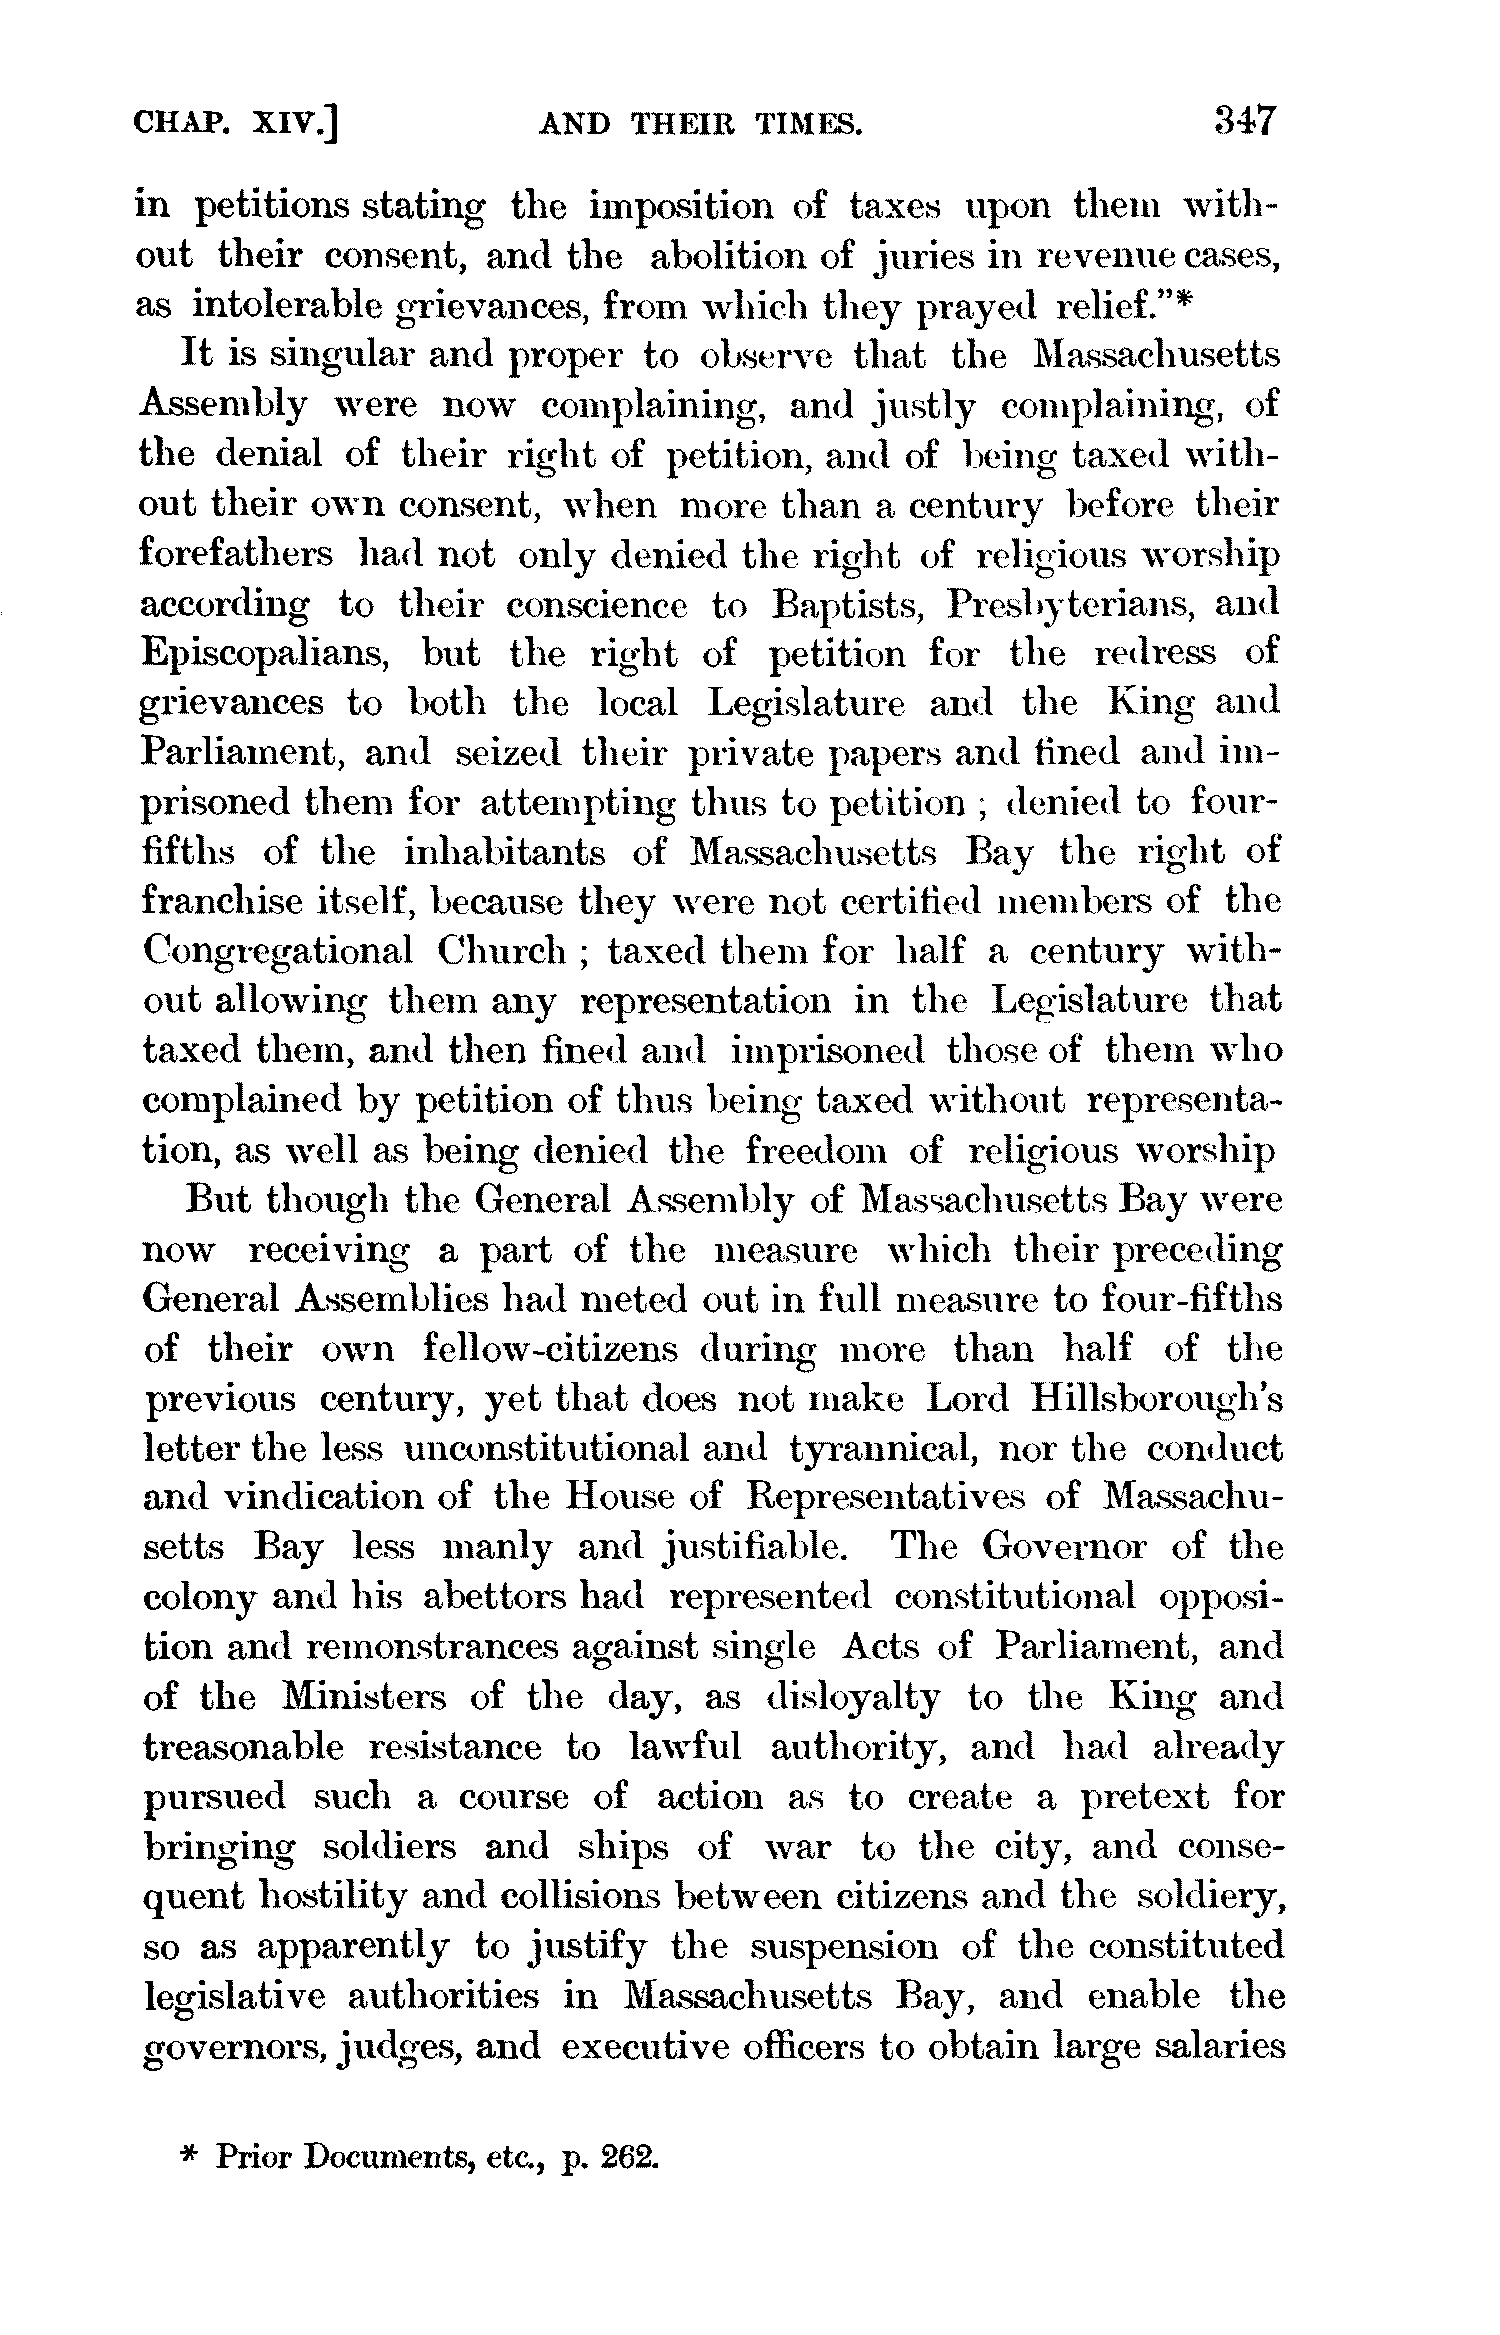 CHAP. XIV.] AND THEIR TIMES. 347
in petitions stating the imposition of taxes upon them with-
out their consent, and the abolition of juries in revenue cases,
as intolerable grievances, from which they prayed relief."*
It is singular and proper to observe that the Massachusetts
Assembly were now complaining, and justly complaining, of
the denial of their right of petition, and of being taxed with-
out their own consent, when more than a century before their
forefathers had not only denied the right of religious worship
according to their conscience to Baptists, Presbyterians, and
Episcopalians, but the right of petition for the redress of
grievances to both the local Legislature and the King and
Parliament, and seized their private papers and fined and im-
prisoned them for attempting thus to petition ; denied to four-
fifths of the inhabitants of Massachusetts Bay the right of
franchise itself, because they were not certified members of the
Congregational Church ; taxed them for half a century with-
out allowing them any representation in the Legislature that
taxed them, and then fined and imprisoned those of them who
complained by petition of thus being taxed without representa-
tion, as well as being denied the freedom of religious worship
But though the General Assembly of Massachusetts Bay were
now receiving a part of the measure which their preceding
General Assemblies had meted out in full measure to four-fifths
of their own fellow-citizens during more than half of the
previous century, yet that does not make Lord Hillsborough's
letter the less unconstitutional and tyrannical, nor the conduct
and vindication of the House of Representatives of Massachu-
setts Bay less manly and justifiable. The Governor of the
colony and his abettors had represented constitutional opposi-
tion and remonstrances against single Acts of Parliament, and
of the Ministers of the day, as disloyalty to the King and
treasonable resistance to lawful authority, and had already
pursued such a course of action as to create a pretext for
bringing soldiers and ships of war to the city, and conse-
quent hostility and collisions between citizens and the soldiery,
so as apparently to justify the suspension of the constituted
legislative authorities in Massachusetts Bay, and enable the
governors, judges, and executive officers to obtain large salaries
* Prior Documents, etc., p. 262.